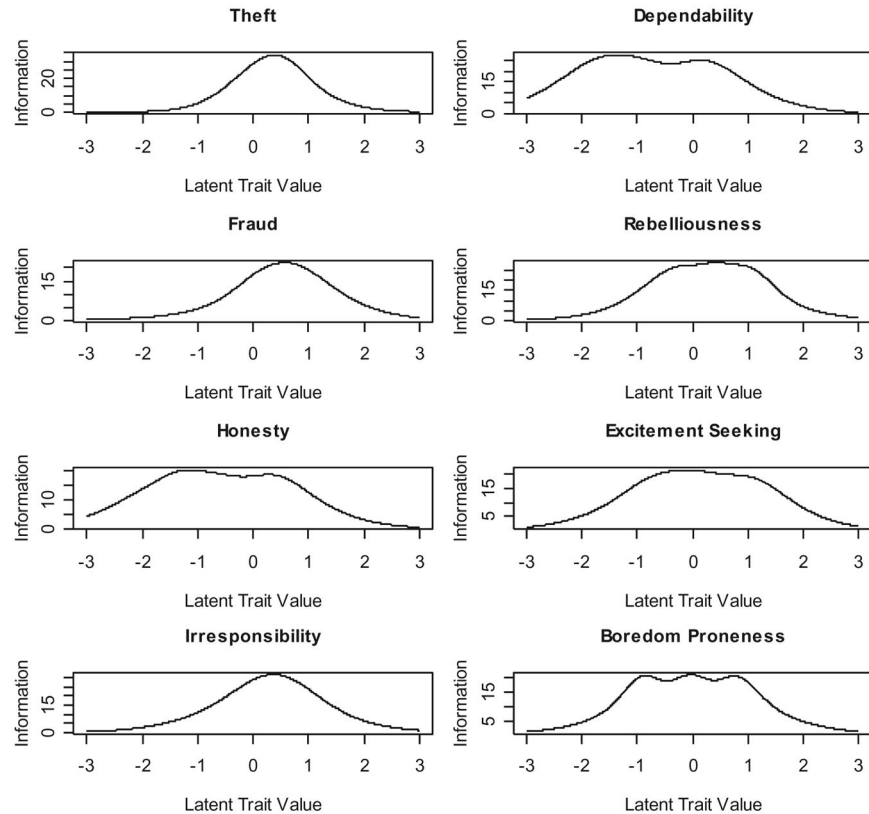 Theft
Information
0 20
-3 -2 -1 0 1 2 3
Latent Trait Value
Dependability
Information
0 15
-3 -2 -1 0 1 2 3
Latent Trait Value
Fraud
Information
0 15
-3 -2 -1 0 1 2 3
Latent Trait Value
Rebelliousness
Information
0 15
-3 -2 -1 0 1 2 3
Latent Trait Value
Honesty
Information
0 10
-3 -2 -1 0 1 2 3
Latent Trait Value
Excitement Seeking
Information
5 15
-3 -2 -1 0 1 2 3
Latent Trait Value
Irresponsibility
Information
0 15
-3 -2 -1 0 1 2 3
Latent Trait Value
Boredom Proneness
Information
5 15
-3 -2 -1 0 1 2 3
Latent Trait Value